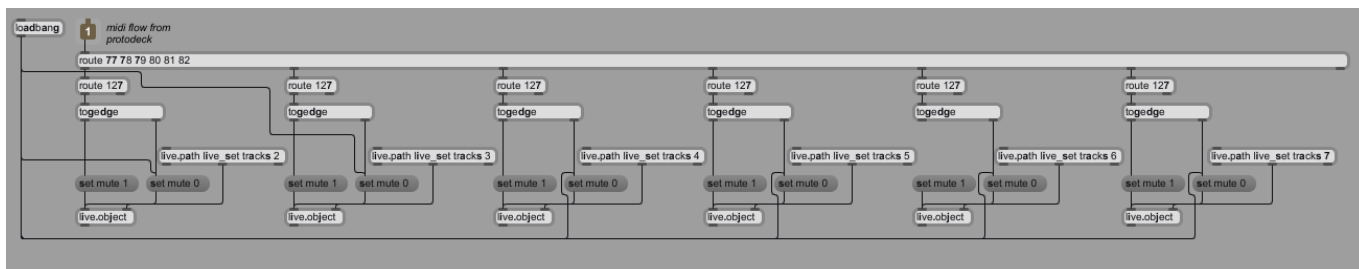 loadbang
1
midi flow from
protodeck
route 77 78 79 80 81 82
route 127 route 127 route 127 route 127 route 127 route 127
togedge togedge togedge togedge togedge togedge
live.path live_set tracks 2 live.path live_set tracks 3 live.path live_set tracks 4 live.path live_set tracks 5 live.path live_set tracks 6 live.path live_set tracks 7
set mute 1 set mute 0 set mute 1 set mute 0 set mute 1 set mute 0 set mute 1 set mute 0 set mute 1 set mute 0 set mute 1 set mute 0
live.object live.object live.object live.object live.object live.object